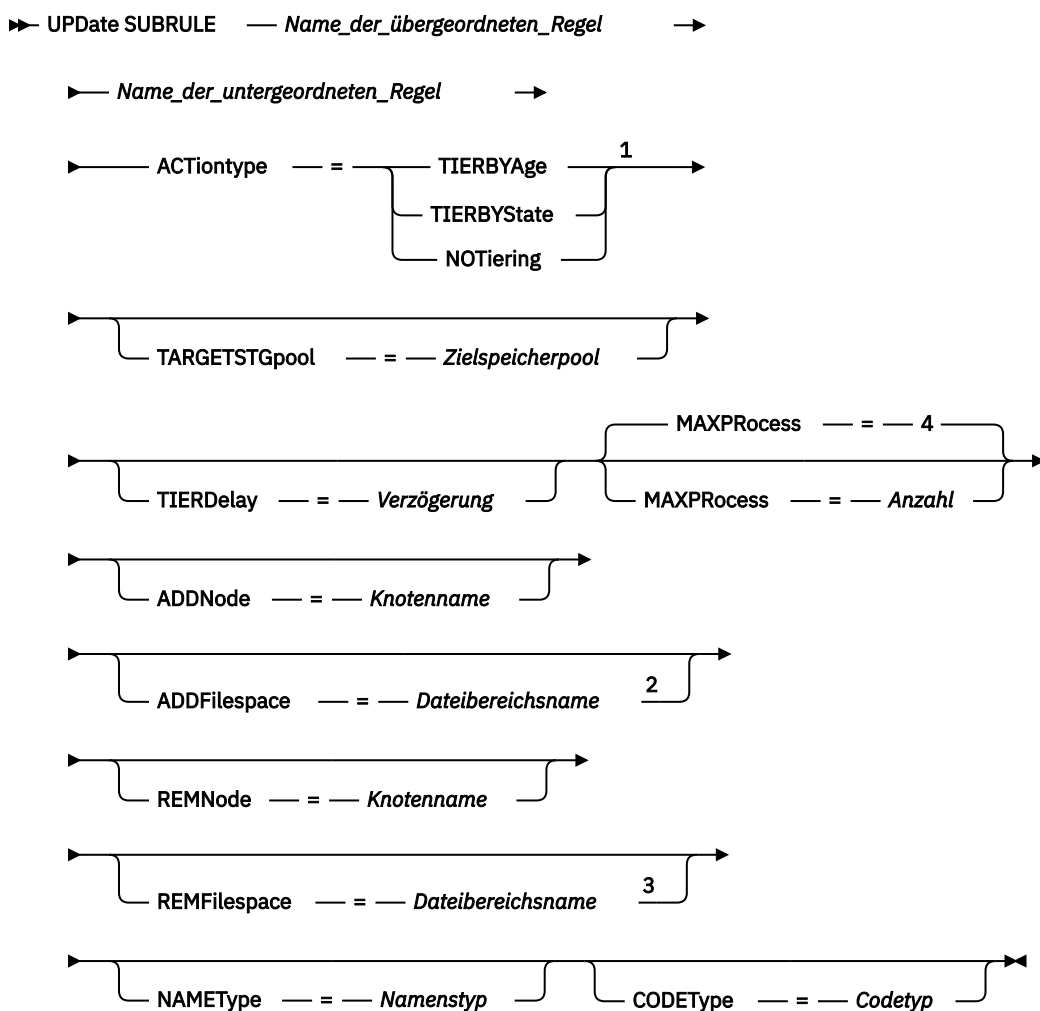 UPDate SUBRULE Name_der_übergeordneten_Regel
Name_der_untergeordneten_Regel
ACTiontype = TIERBYAge 1
TIERBYState
NOTiering
TARGETSTGpool = Zielspeicherpool
MAXPRocess = 4
TIERDelay = Verzögerung MAXPRocess = Anzahl
ADDNode = Knotenname
ADDFilespace = Dateibereichsname 2
REMNode = Knotenname
REMFilespace = Dateibereichsname 3
NAMEType = Namenstyp CODEType = Codetyp